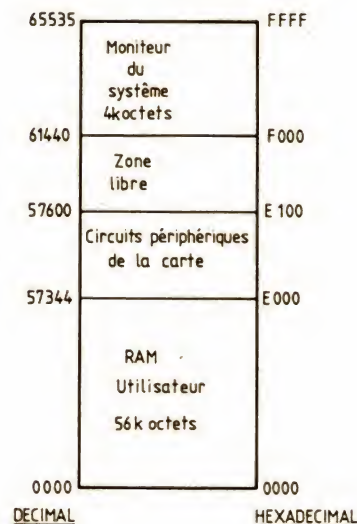 65535 FFFF
Moniteur
du
système
4koctets
61440 F000
Zone
libre
57600 E100
Circuits périphériques
de la carte
57344 E000
RAM
Utilisateur
56k octets
0000 0000
DECIMAL HEXADECIMAL